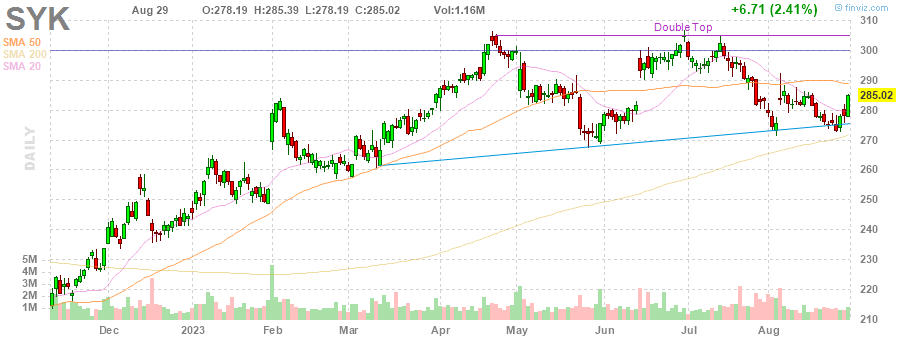 SYK
Aug 29 O:278.19 H:285.39 L:278.19 C:285.02 Vol:1.16M +6.71 (2.41%) © finviz.com
SMA 50
SMA 200
SMA 20
Double Top
DAILY
310
300
290
285.02
280
270
260
250
240
230
220
210
5M
4M
3M
2M
1M
Dec 2023 Feb Mar Apr May Jun Jul Aug